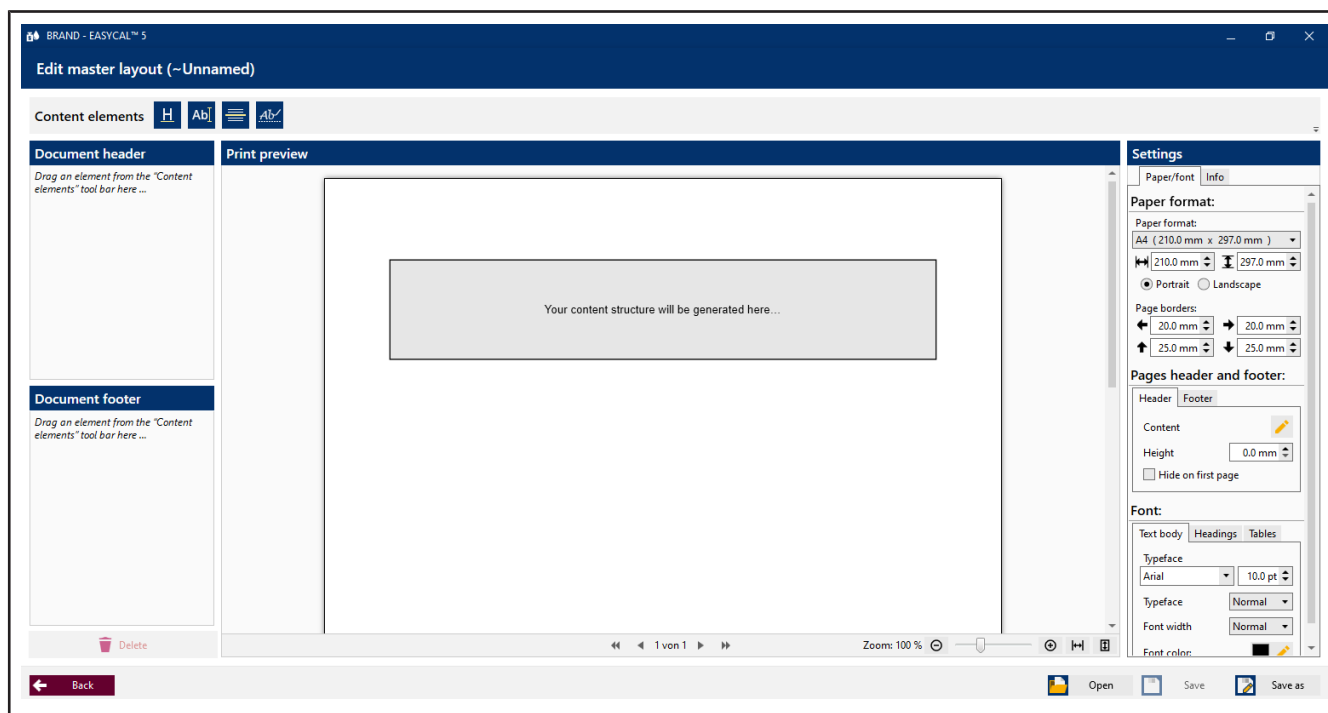 BRAND - EASYCAL™ 5
Edit master layout (~Unnamed)
Content elements H Ab Ab
Document header
Drag an element from the "Content
elements" tool bar here ...
Document footer
Drag an element from the "Content
elements" tool bar here ...
Delete
Print preview
Your content structure will be generated here...
1 von 1
Zoom: 100 %
Settings
Paper/font Info
Paper format:
Paper format:
A4 ( 210.0 mm x 297.0 mm )
210.0 mm 297.0 mm
Portrait Landscape
Page borders:
20.0 mm 20.0 mm
25.0 mm 25.0 mm
Pages header and footer:
Header Footer
Content
Height 0.0 mm
Hide on first page
Font:
Text body Headings Tables
Typeface
Arial 10.0 pt
Typeface Normal
Font width Normal
Font color:
Back
Open Save Save as